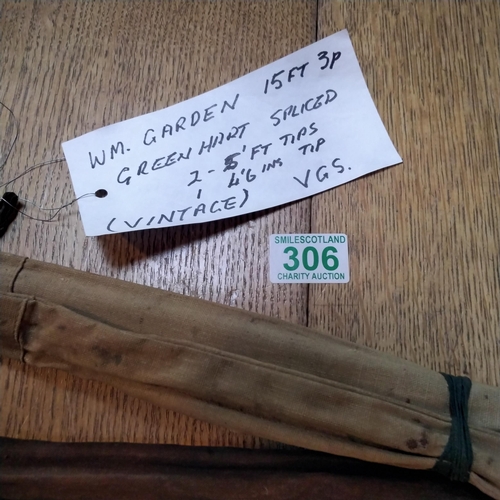 WM. GARDEN 15FT 3P
GREENHART SPLICED
2 - 5' FT TIPS
1 4'6 INS TIP
(VINTAGE) VGS.
SMILESCOTLAND
306
CHARITY AUCTION